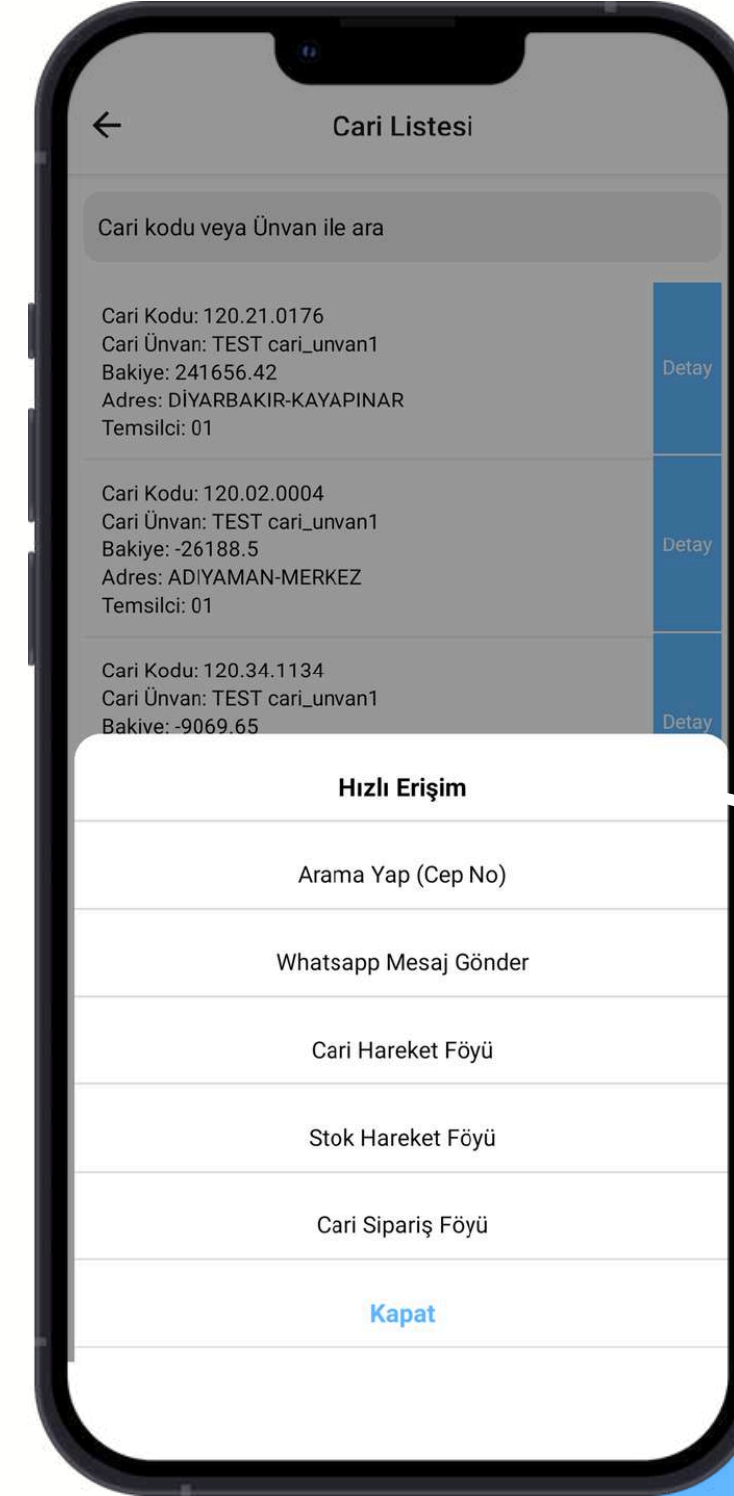 Cari Listesi
Cari kodu veya Ünvan ile ara
Cari Kodu: 120.21.0176
Cari Ünvan: TEST cari_unvan1
Bakiye: 241656.42
Adres: DİYARBAKIR-KAYAPINAR
Temsilci: 01
Detay
Cari Kodu: 120.02.0004
Cari Ünvan: TEST cari_unvan1
Bakiye: -26188.5
Adres: ADIYAMAN-MERKEZ
Temsilci: 01
Detay
Cari Kodu: 120.34.1134
Cari Ünvan: TEST cari_unvan1
Bakiye: -9069.65
Detay
Hızlı Erişim
Arama Yap (Cep No)
Whatsapp Mesaj Gönder
Cari Hareket Föyü
Stok Hareket Föyü
Cari Sipariş Föyü
Kapat